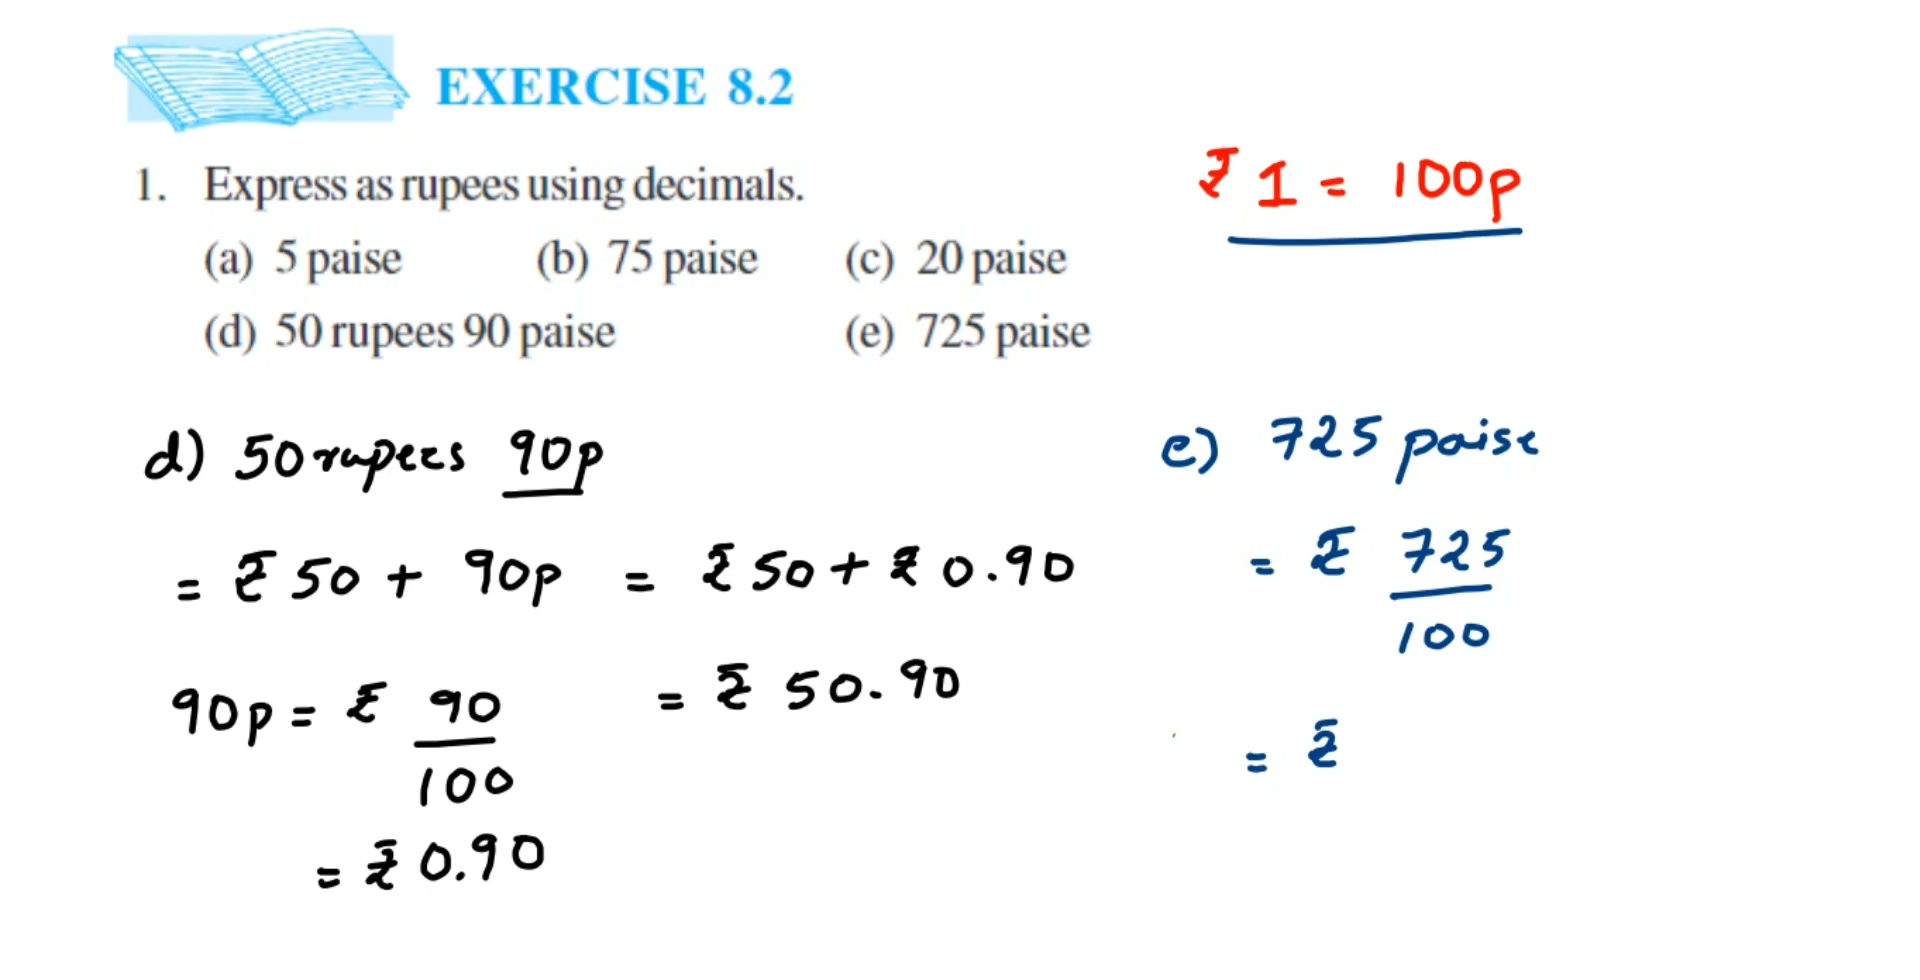 EXERCISE 8.2
₹ 1 = 100p
1. Express as rupees using decimals.
(a) 5 paise (b) 75 paise (c) 20 paise
(d) 50 rupees 90 paise (e) 725 paise
d) 50 rupees 90p
= ₹ 50 + 90p = ₹ 50 + ₹ 0.90
90p = ₹ 90
100
= ₹ 0.90
= ₹ 50.90
e) 725 paise
= ₹ 725
100
= ₹